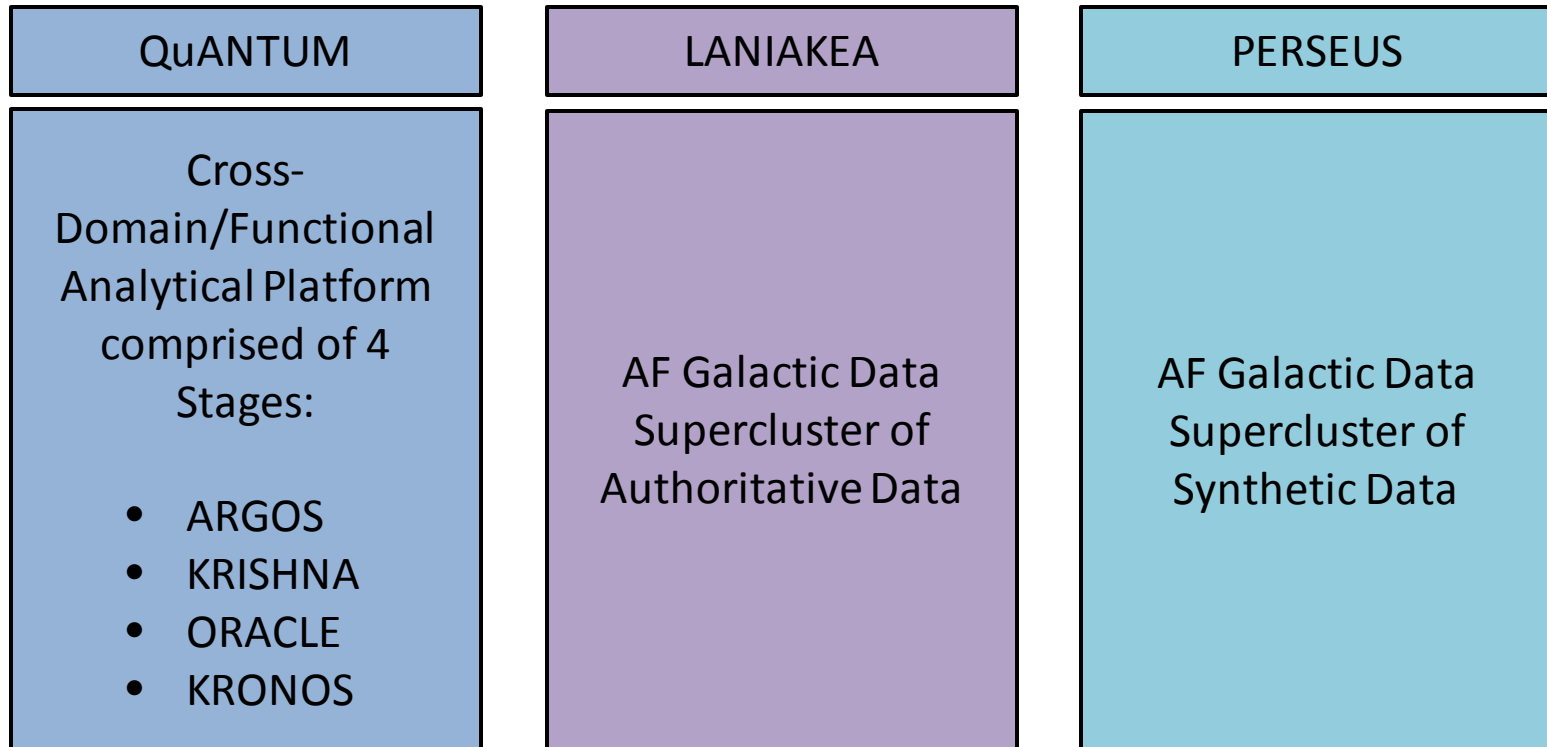 QuANTUM
Cross-
Domain/Functional
Analytical Platform
comprised of 4
Stages:
• ARGOS
• KRISHNA
• ORACLE
• KRONOS
LANIAKEA
AF Galactic Data
Supercluster of
Authoritative Data
PERSEUS
AF Galactic Data
Supercluster of
Synthetic Data